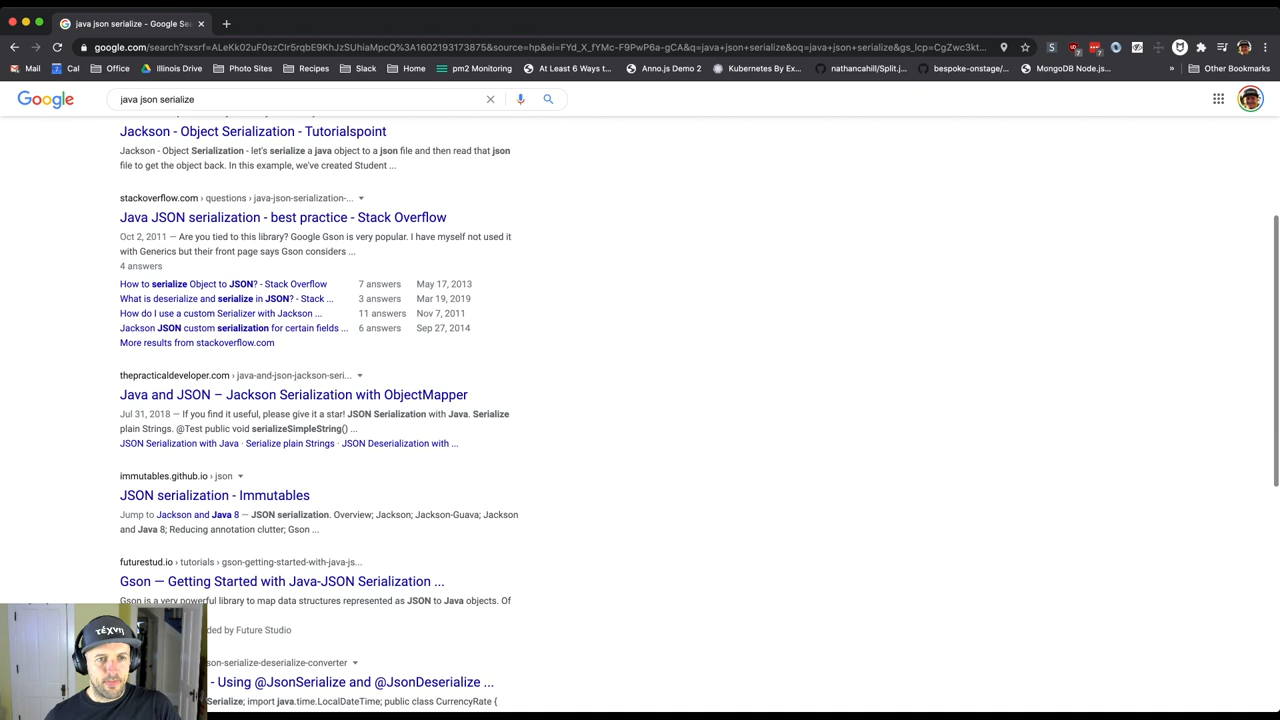 java json serialize - Google Se
google.com/search?sxsrf=ALeKk02uF0szClr5rqbE9KhJzSUhiaMpcQ%3A1602193173875&source=hp&ei=FYd_X_fYMc-F9PwP6a-gCA&q=java+json+serialize&oq=java+json+serialize&gs_lcp=CgZwc3kt...
Mail Cal Office Illinois Drive Photo Sites Recipes Slack Home pm2 Monitoring At Least 6 Ways t... Anno.js Demo 2 Kubernetes By Ex... nathancahill/Split.j... bespoke-onstage/... MongoDB Node.js... » Other Bookmarks
Google java json serialize
Jackson - Object Serialization - Tutorialspoint
Jackson - Object Serialization - let's serialize a java object to a json file and then read that json
file to get the object back. In this example, we've created Student ...
stackoverflow.com › questions › java-json-serialization-...
Java JSON serialization - best practice - Stack Overflow
Oct 2, 2011 — Are you tied to this library? Google Gson is very popular. I have myself not used it
with Generics but their front page says Gson considers ...
4 answers
How to serialize Object to JSON? - Stack Overflow 7 answers May 17, 2013
What is deserialize and serialize in JSON? - Stack ... 3 answers Mar 19, 2019
How do I use a custom Serializer with Jackson ... 11 answers Nov 7, 2011
Jackson JSON custom serialization for certain fields ... 6 answers Sep 27, 2014
More results from stackoverflow.com
thepracticaldeveloper.com › java-and-json-jackson-seri...
Java and JSON – Jackson Serialization with ObjectMapper
Jul 31, 2018 — If you find it useful, please give it a star! JSON Serialization with Java. Serialize
plain Strings. @Test public void serializeSimpleString() ...
JSON Serialization with Java · Serialize plain Strings · JSON Deserialization with ...
immutables.github.io › json
JSON serialization - Immutables
Jump to Jackson and Java 8 — JSON serialization. Overview; Jackson; Jackson-Guava; Jackson
and Java 8; Reducing annotation clutter; Gson ...
futurestud.io › tutorials › gson-getting-started-with-java-js...
Gson — Getting Started with Java-JSON Serialization ...
Gson is a very powerful library to map data structures represented as JSON to Java objects. Of
ded by Future Studio
son-serialize-deserialize-converter
- Using @JsonSerialize and @JsonDeserialize ...
Serialize; import java.time.LocalDateTime; public class CurrencyRate {
τέχνη